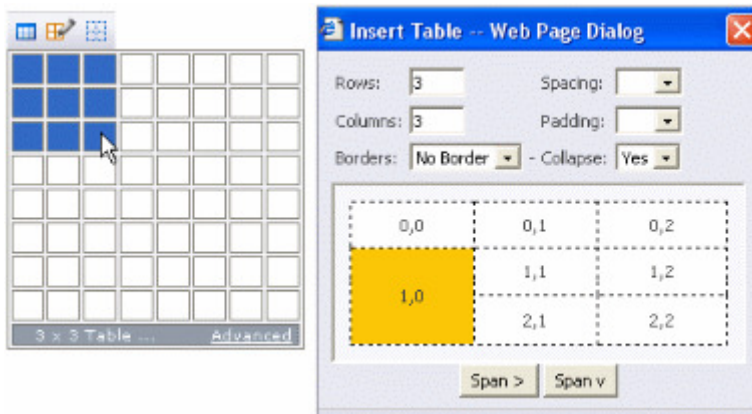 3 x 3 Table ... Advanced
Insert Table -- Web Page Dialog
Rows: 3 Spacing:
Columns: 3 Padding:
Borders: No Border - Collapse: Yes
0,0 0,1 0,2
1,0 1,1 1,2
2,1 2,2
Span > Span v